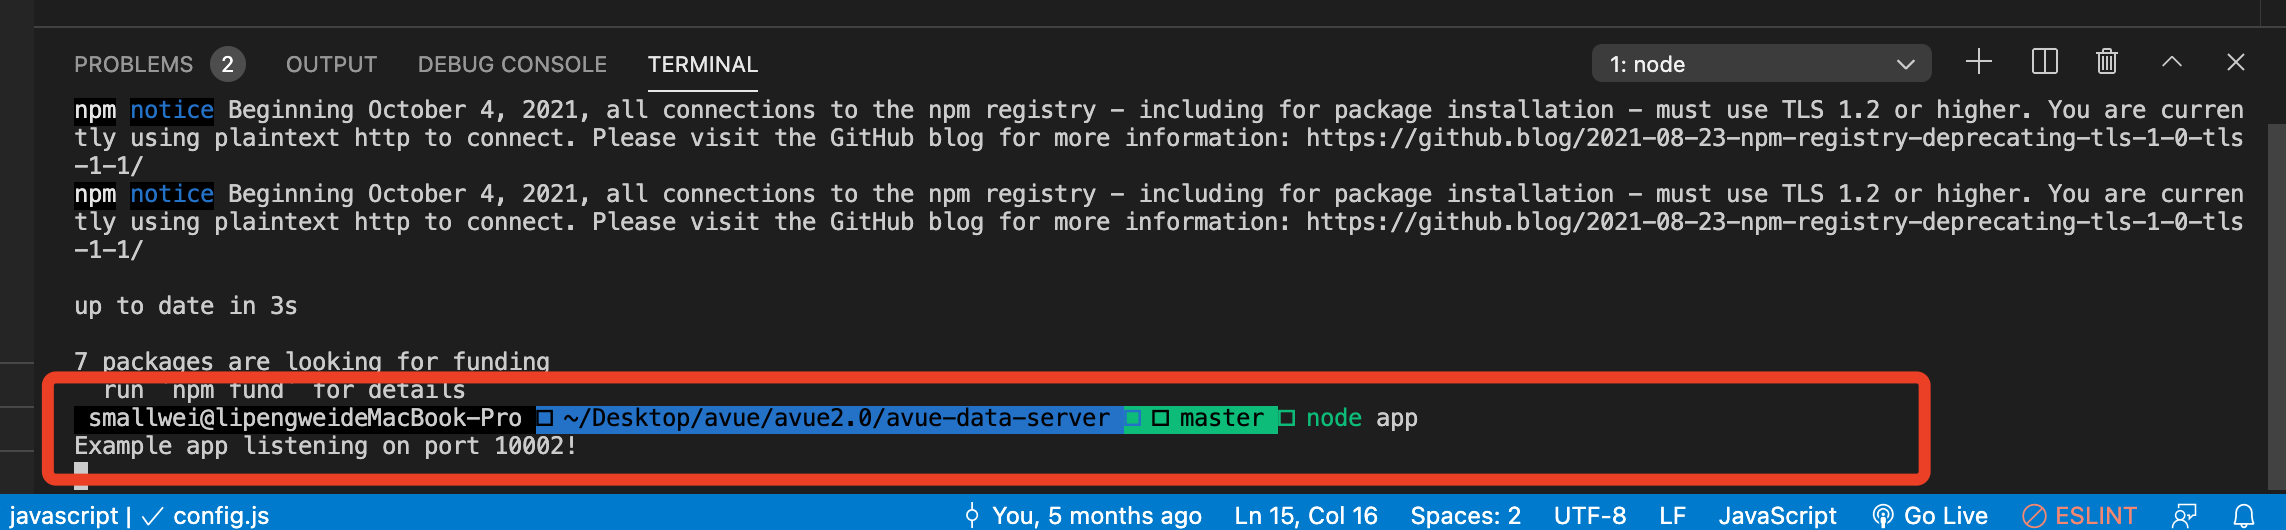 PROBLEMS 2 OUTPUT DEBUG CONSOLE TERMINAL 1: node
npm notice Beginning October 4, 2021, all connections to the npm registry - including for package installation - must use TLS 1.2 or higher. You are curren
tly using plaintext http to connect. Please visit the GitHub blog for more information: https://github.blog/2021-08-23-npm-registry-deprecating-tls-1-0-tls
-1-1/
npm notice Beginning October 4, 2021, all connections to the npm registry - including for package installation - must use TLS 1.2 or higher. You are curren
tly using plaintext http to connect. Please visit the GitHub blog for more information: https://github.blog/2021-08-23-npm-registry-deprecating-tls-1-0-tls
-1-1/
up to date in 3s
7 packages are looking for funding
run `npm fund` for details
smallwei@lipengweideMacBook-Pro ~/Desktop/avue/avue2.0/avue-data-server master node app
Example app listening on port 10002!
javascript | ✓ config.js You, 5 months ago Ln 15, Col 16 Spaces: 2 UTF-8 LF JavaScript Go Live ESLINT